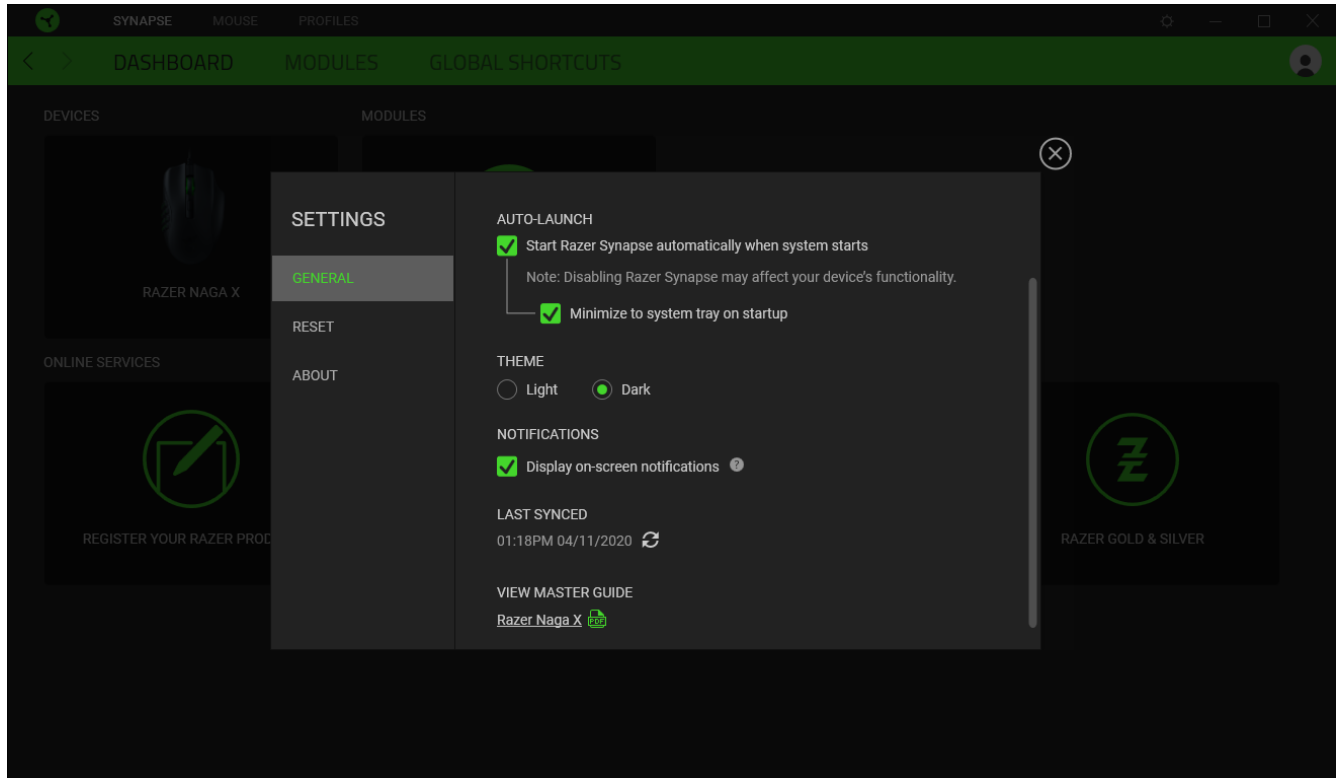 SYNAPSE MOUSE PROFILES
DASHBOARD MODULES GLOBAL SHORTCUTS
DEVICES MODULES
RAZER NAGA X
ONLINE SERVICES
REGISTER YOUR RAZER PROD
RAZER GOLD & SILVER
SETTINGS
GENERAL
RESET
ABOUT
AUTO-LAUNCH
Start Razer Synapse automatically when system starts
Note: Disabling Razer Synapse may affect your device's functionality.
Minimize to system tray on startup
THEME
Light Dark
NOTIFICATIONS
Display on-screen notifications ?
LAST SYNCED
01:18PM 04/11/2020
VIEW MASTER GUIDE
Razer Naga X PDF